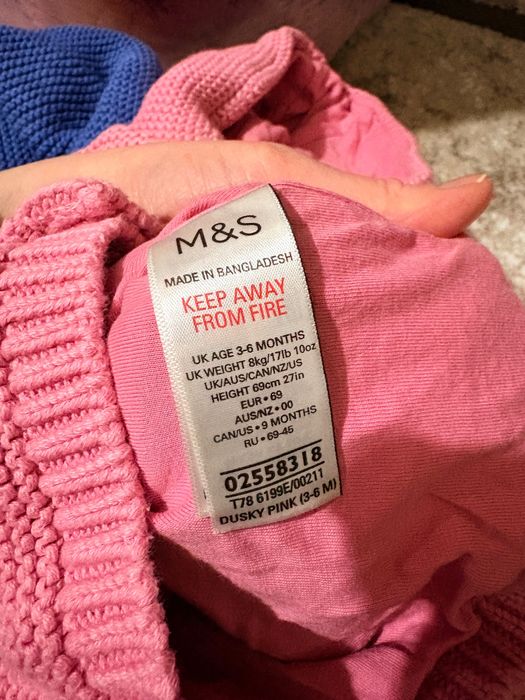 M&S
MADE IN BANGLADESH
KEEP AWAY
FROM FIRE
UK AGE 3-6 MONTHS
UK WEIGHT 8kg/17lb 10oz
UK/AUS/CAN/NZ/US
HEIGHT 69cm 27in
EUR • 69
AUS/NZ • 00
CAN/US • 9 MONTHS
RU • 69-45
02558318
T78 6199E/00211
DUSKY PINK (3-6 M)